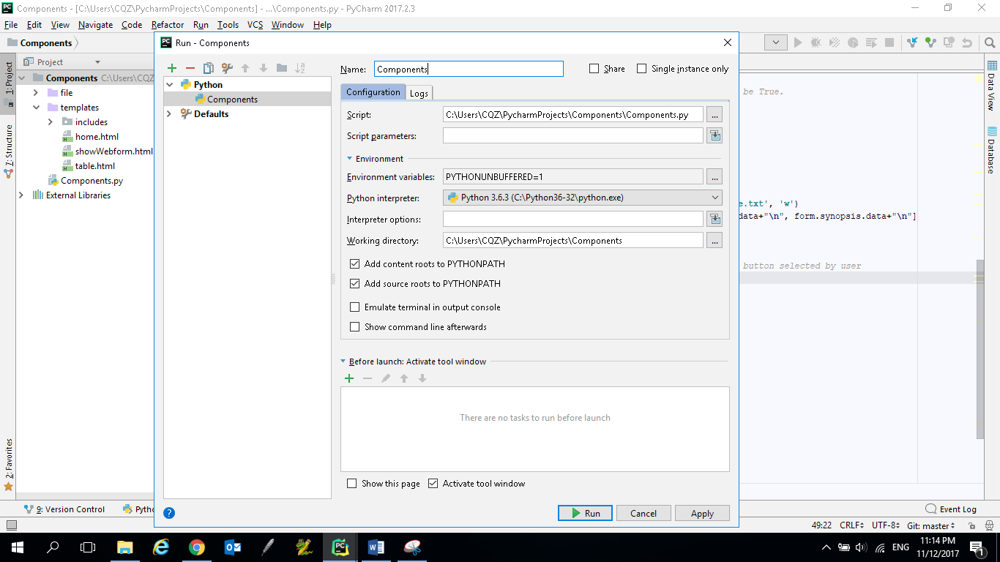 Components - [C:\Users\CQZ\PycharmProjects\Components] - ...\Components.py - PyCharm 2017.2.3
File Edit View Navigate Code Refactor Run Tools VCS Window Help
Components
Run - Components
1: Project
Project
Components C:\Users\CQZ
file
templates
includes
home.html
showWebform.html
table.html
Components.py
External Libraries
7: Structure
2: Favorites
Python
Components
Defaults
Name: Components
Share
Single instance only
Configuration Logs
Script: C:\Users\CQZ\PycharmProjects\Components\Components.py ...
Script parameters:
Environment
Environment variables: PYTHONUNBUFFERED=1 ...
Python interpreter: Python 3.6.3 (C:\Python36-32\python.exe)
Interpreter options:
Working directory: C:\Users\CQZ\PycharmProjects\Components ...
Add content roots to PYTHONPATH
Add source roots to PYTHONPATH
Emulate terminal in output console
Show command line afterwards
Before launch: Activate tool window
There are no tasks to run before launch
Show this page
Activate tool window
? Run Cancel Apply
be True.
e.txt', 'w')
data+"\n", form.synopsis.data+"\n"]
button selected by user
Data View
Database
9: Version Control
Pytho
Event Log
49:22 CRLF UTF-8 Git: master
ENG
11:14 PM
11/12/2017
1